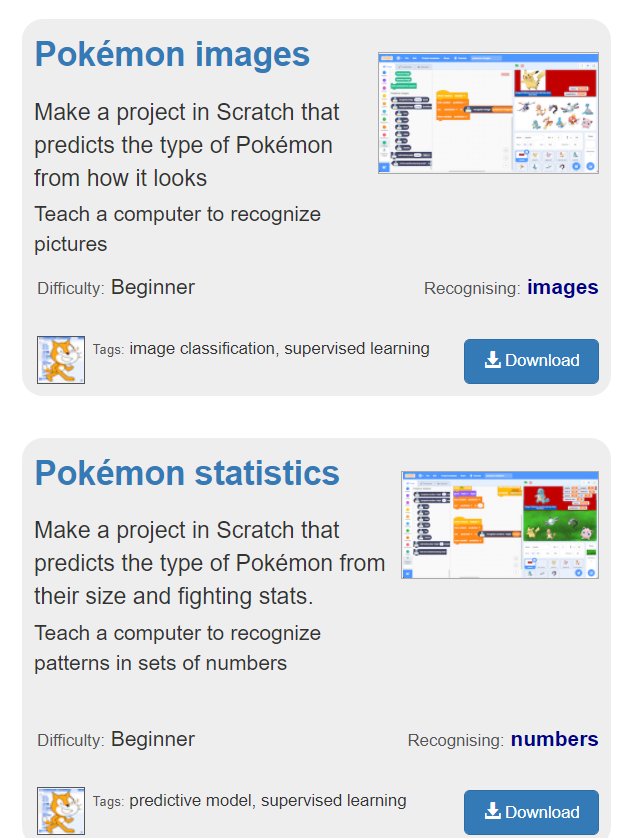 Pokémon images
Make a project in Scratch that
predicts the type of Pokémon
from how it looks
Teach a computer to recognize
pictures
Difficulty: Beginner
Recognising: images
Tags: image classification, supervised learning
Download
Pokémon statistics
Make a project in Scratch that
predicts the type of Pokémon from
their size and fighting stats.
Teach a computer to recognize
patterns in sets of numbers
Difficulty: Beginner
Recognising: numbers
Tags: predictive model, supervised learning
Download